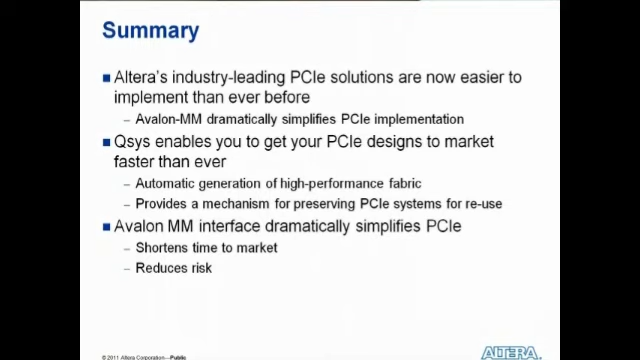 Summary
Altera's industry-leading PCIe solutions are now easier to
implement than ever before
– Avalon-MM dramatically simplifies PCIe implementation
Qsys enables you to get your PCIe designs to market
faster than ever
– Automatic generation of high-performance fabric
– Provides a mechanism for preserving PCIe systems for re-use
Avalon MM interface dramatically simplifies PCIe
– Shortens time to market
– Reduces risk
© 2011 Altera Corporation—Public
ALTERA.